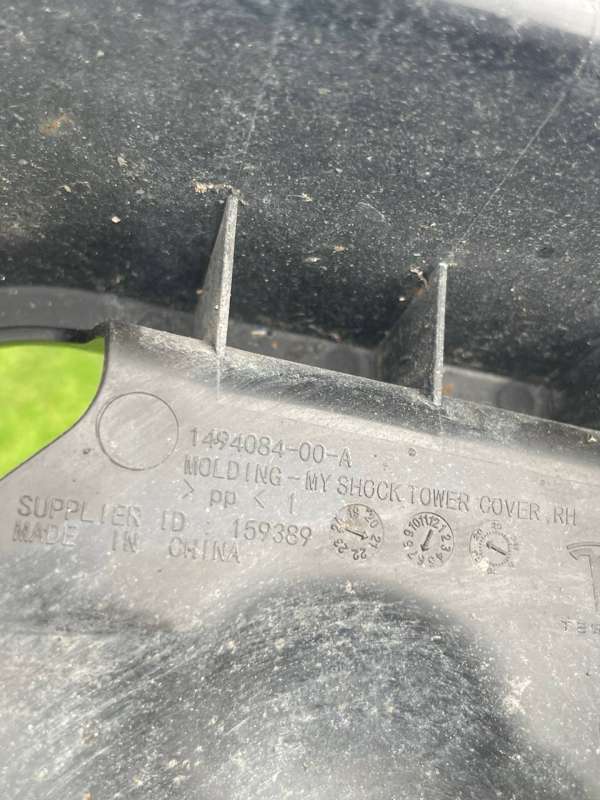 1494084-00-A
MOLDING - MY SHOCK TOWER COVER,RH
> PP < 1
SUPPLIER ID : 159389
MADE IN CHINA